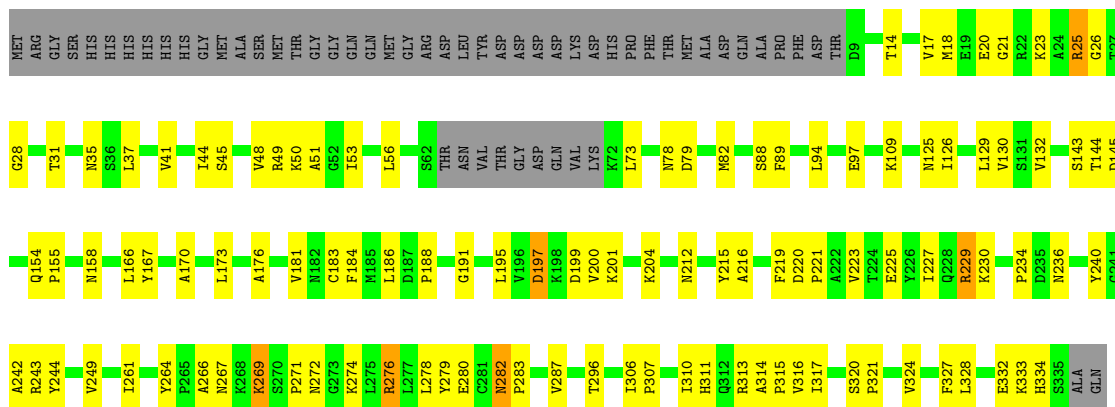 MET ARG GLY SER HIS HIS HIS HIS HIS HIS GLY MET ALA SER MET THR GLY GLY GLN GLN MET GLY ARG ASP LEU TYR ASP ASP ASP ASP LYS ASP HIS PRO PHE THR MET ALA ASP GLN ALA PRO PHE ASP THR D9 T14 V17 M18 E19 E20 G21 R22 K23 A24 R25 G26 T27
G28 T31 N35 S36 L37 V41 I44 S45 V48 R49 K50 A51 G52 I53 L56 S62 THR ASN VAL THR GLY ASP GLN VAL LYS K72 L73 N78 D79 M82 S88 F89 L94 E97 K109 N125 I126 L129 V130 S131 V132 S143 T144 D145
Q154 P155 N158 L166 Y167 A170 L173 A176 V181 N182 C183 F184 M185 L186 D187 P188 G191 L195 V196 D197 K198 D199 V200 K201 K204 N212 Y215 A216 F219 D220 P221 A222 V223 T224 E225 Y226 I227 Q228 R229 K230 P234 D235 N236 Y240 G241
A242 R243 Y244 V249 I261 Y264 P265 A266 N267 K268 K269 S270 P271 N272 G273 K274 L275 R276 L277 L278 Y279 E280 C281 N282 P283 V287 T296 I306 P307 I310 H311 Q312 R313 A314 P315 V316 I317 S320 P321 V324 F327 L328 E332 K333 H334 S335 ALA GLN